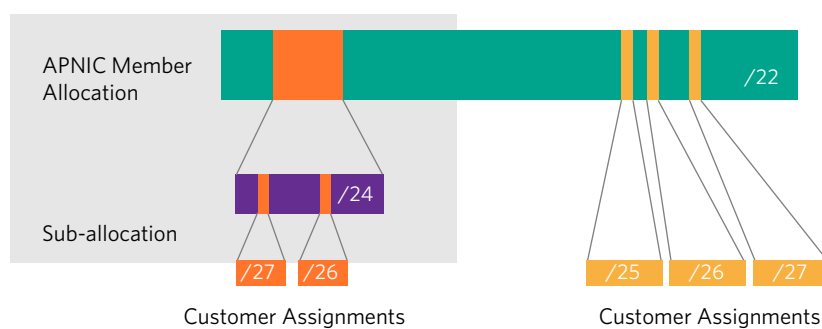 APNIC Member
Allocation
/22
/24
Sub-allocation
/27 /26
/25 /26 /27
Customer Assignments
Customer Assignments